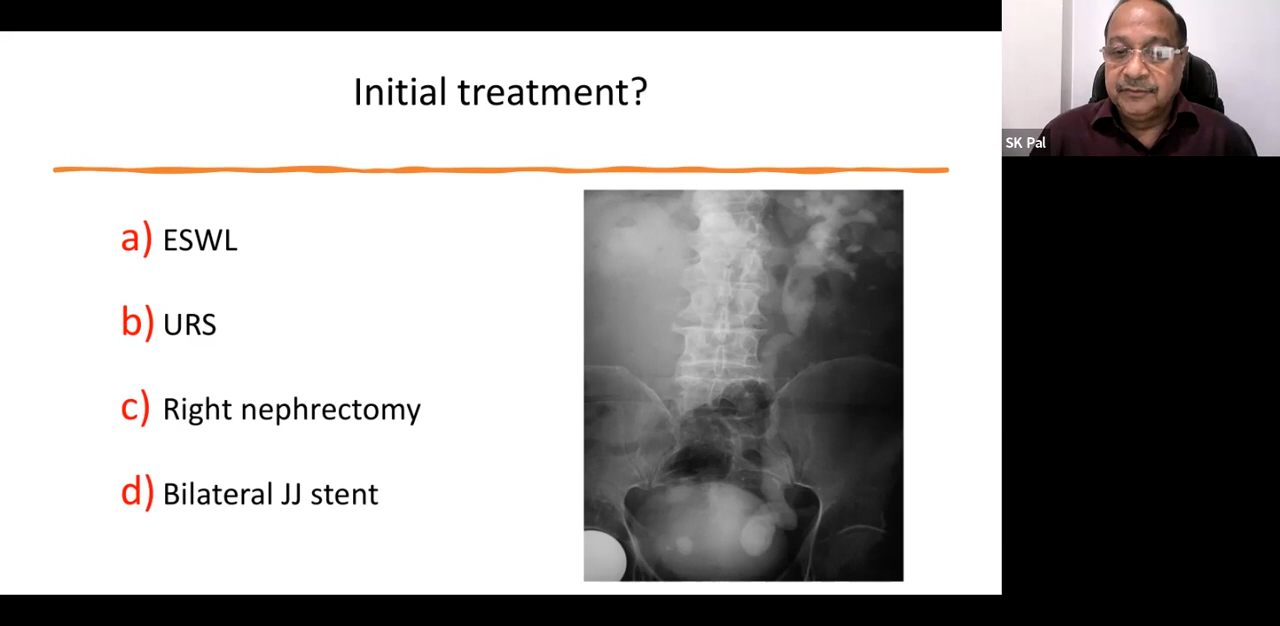 Initial treatment?
SK Pal
a) ESWL
b) URS
c) Right nephrectomy
d) Bilateral JJ stent